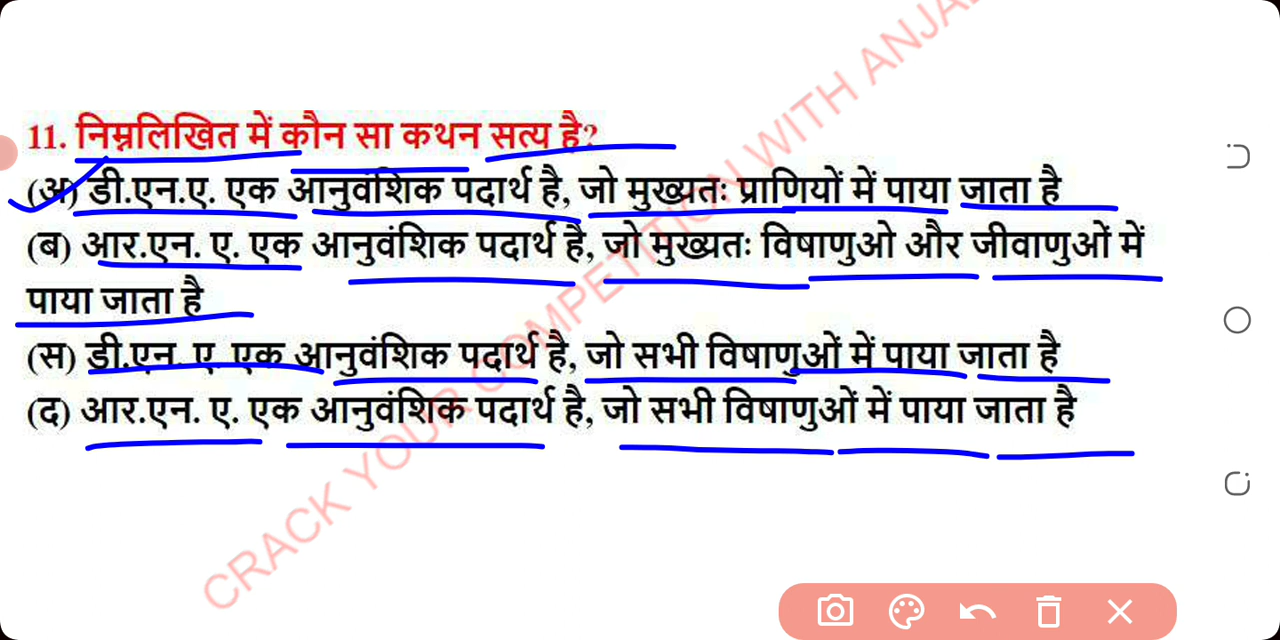 11. निम्नलिखित में कौन सा कथन सत्य है?
(अ) डी.एन.ए. एक आनुवंशिक पदार्थ है, जो मुख्यतः प्राणियों में पाया जाता है
(ब) आर.एन. ए. एक आनुवंशिक पदार्थ है, जो मुख्यतः विषाणुओ और जीवाणुओं में
पाया जाता है
(स) डी.एन. ए. एक आनुवंशिक पदार्थ है, जो सभी विषाणुओं में पाया जाता है
(द) आर.एन. ए. एक आनुवंशिक पदार्थ है, जो सभी विषाणुओं में पाया जाता है
CRACK YOUR COMPETITION WITH